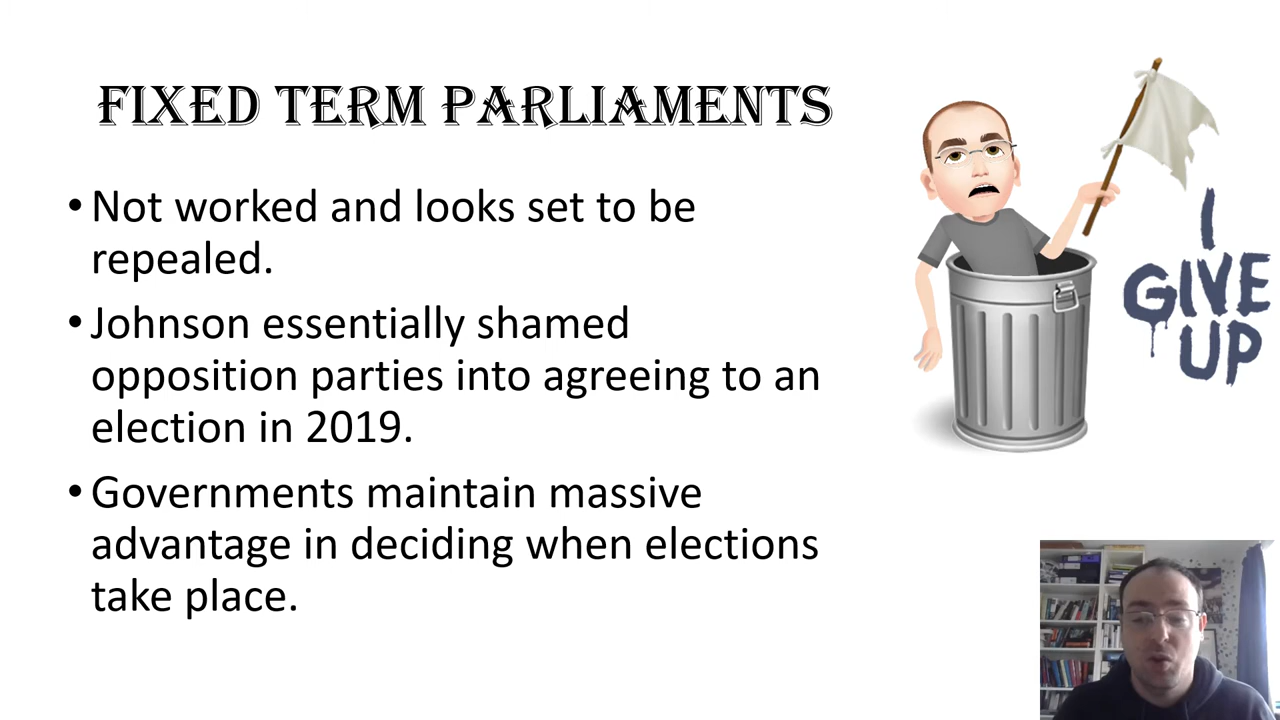 FIXED TERM PARLIAMENTS
• Not worked and looks set to be
repealed.
• Johnson essentially shamed
opposition parties into agreeing to an
election in 2019.
• Governments maintain massive
advantage in deciding when elections
take place.
I
GIVE
UP